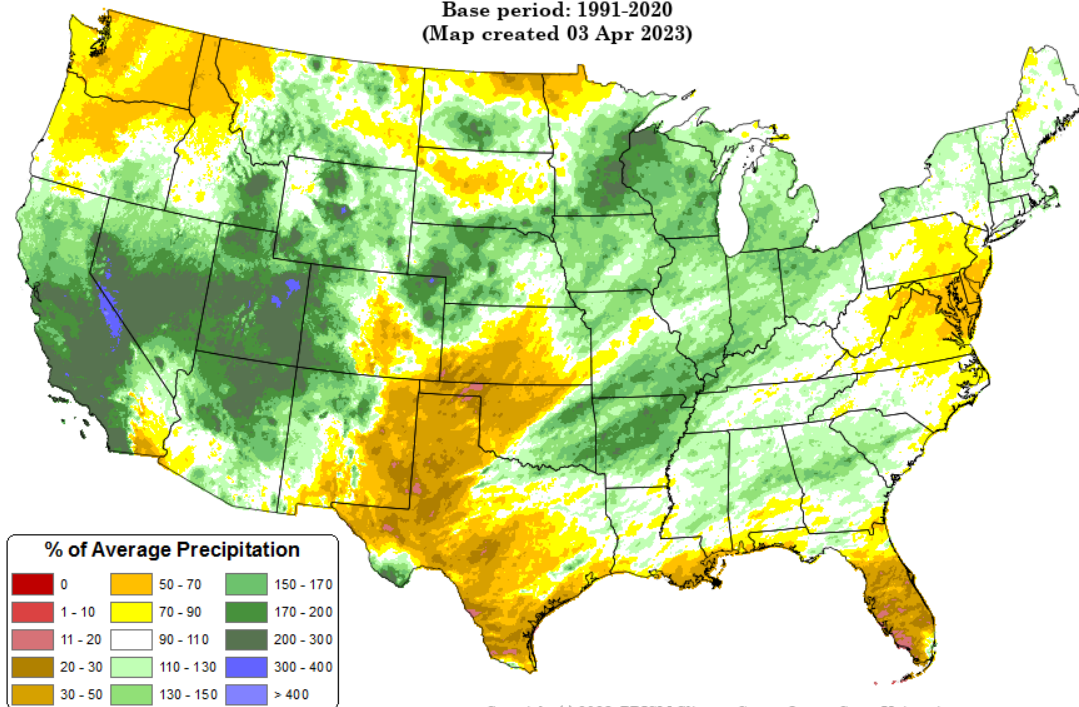 Base period: 1991-2020
(Map created 03 Apr 2023)
% of Average Precipitation
0
1 - 10
11 - 20
20 - 30
30 - 50
50 - 70
70 - 90
90 - 110
110 - 130
130 - 150
150 - 170
170 - 200
200 - 300
300 - 400
> 400